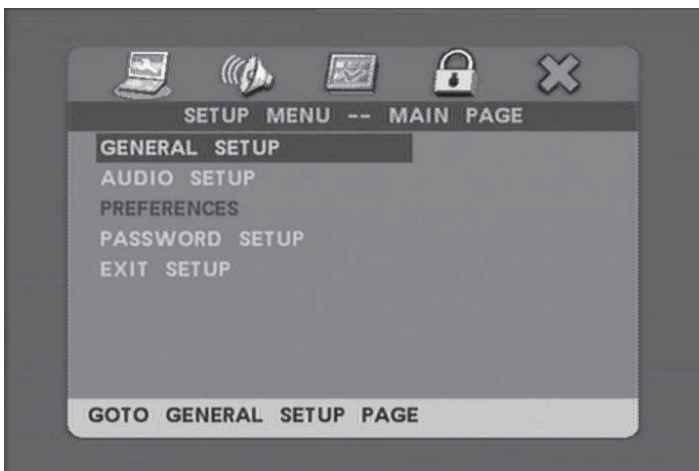 SETUP MENU -- MAIN PAGE
GENERAL SETUP
AUDIO SETUP
PREFERENCES
PASSWORD SETUP
EXIT SETUP
GOTO GENERAL SETUP PAGE